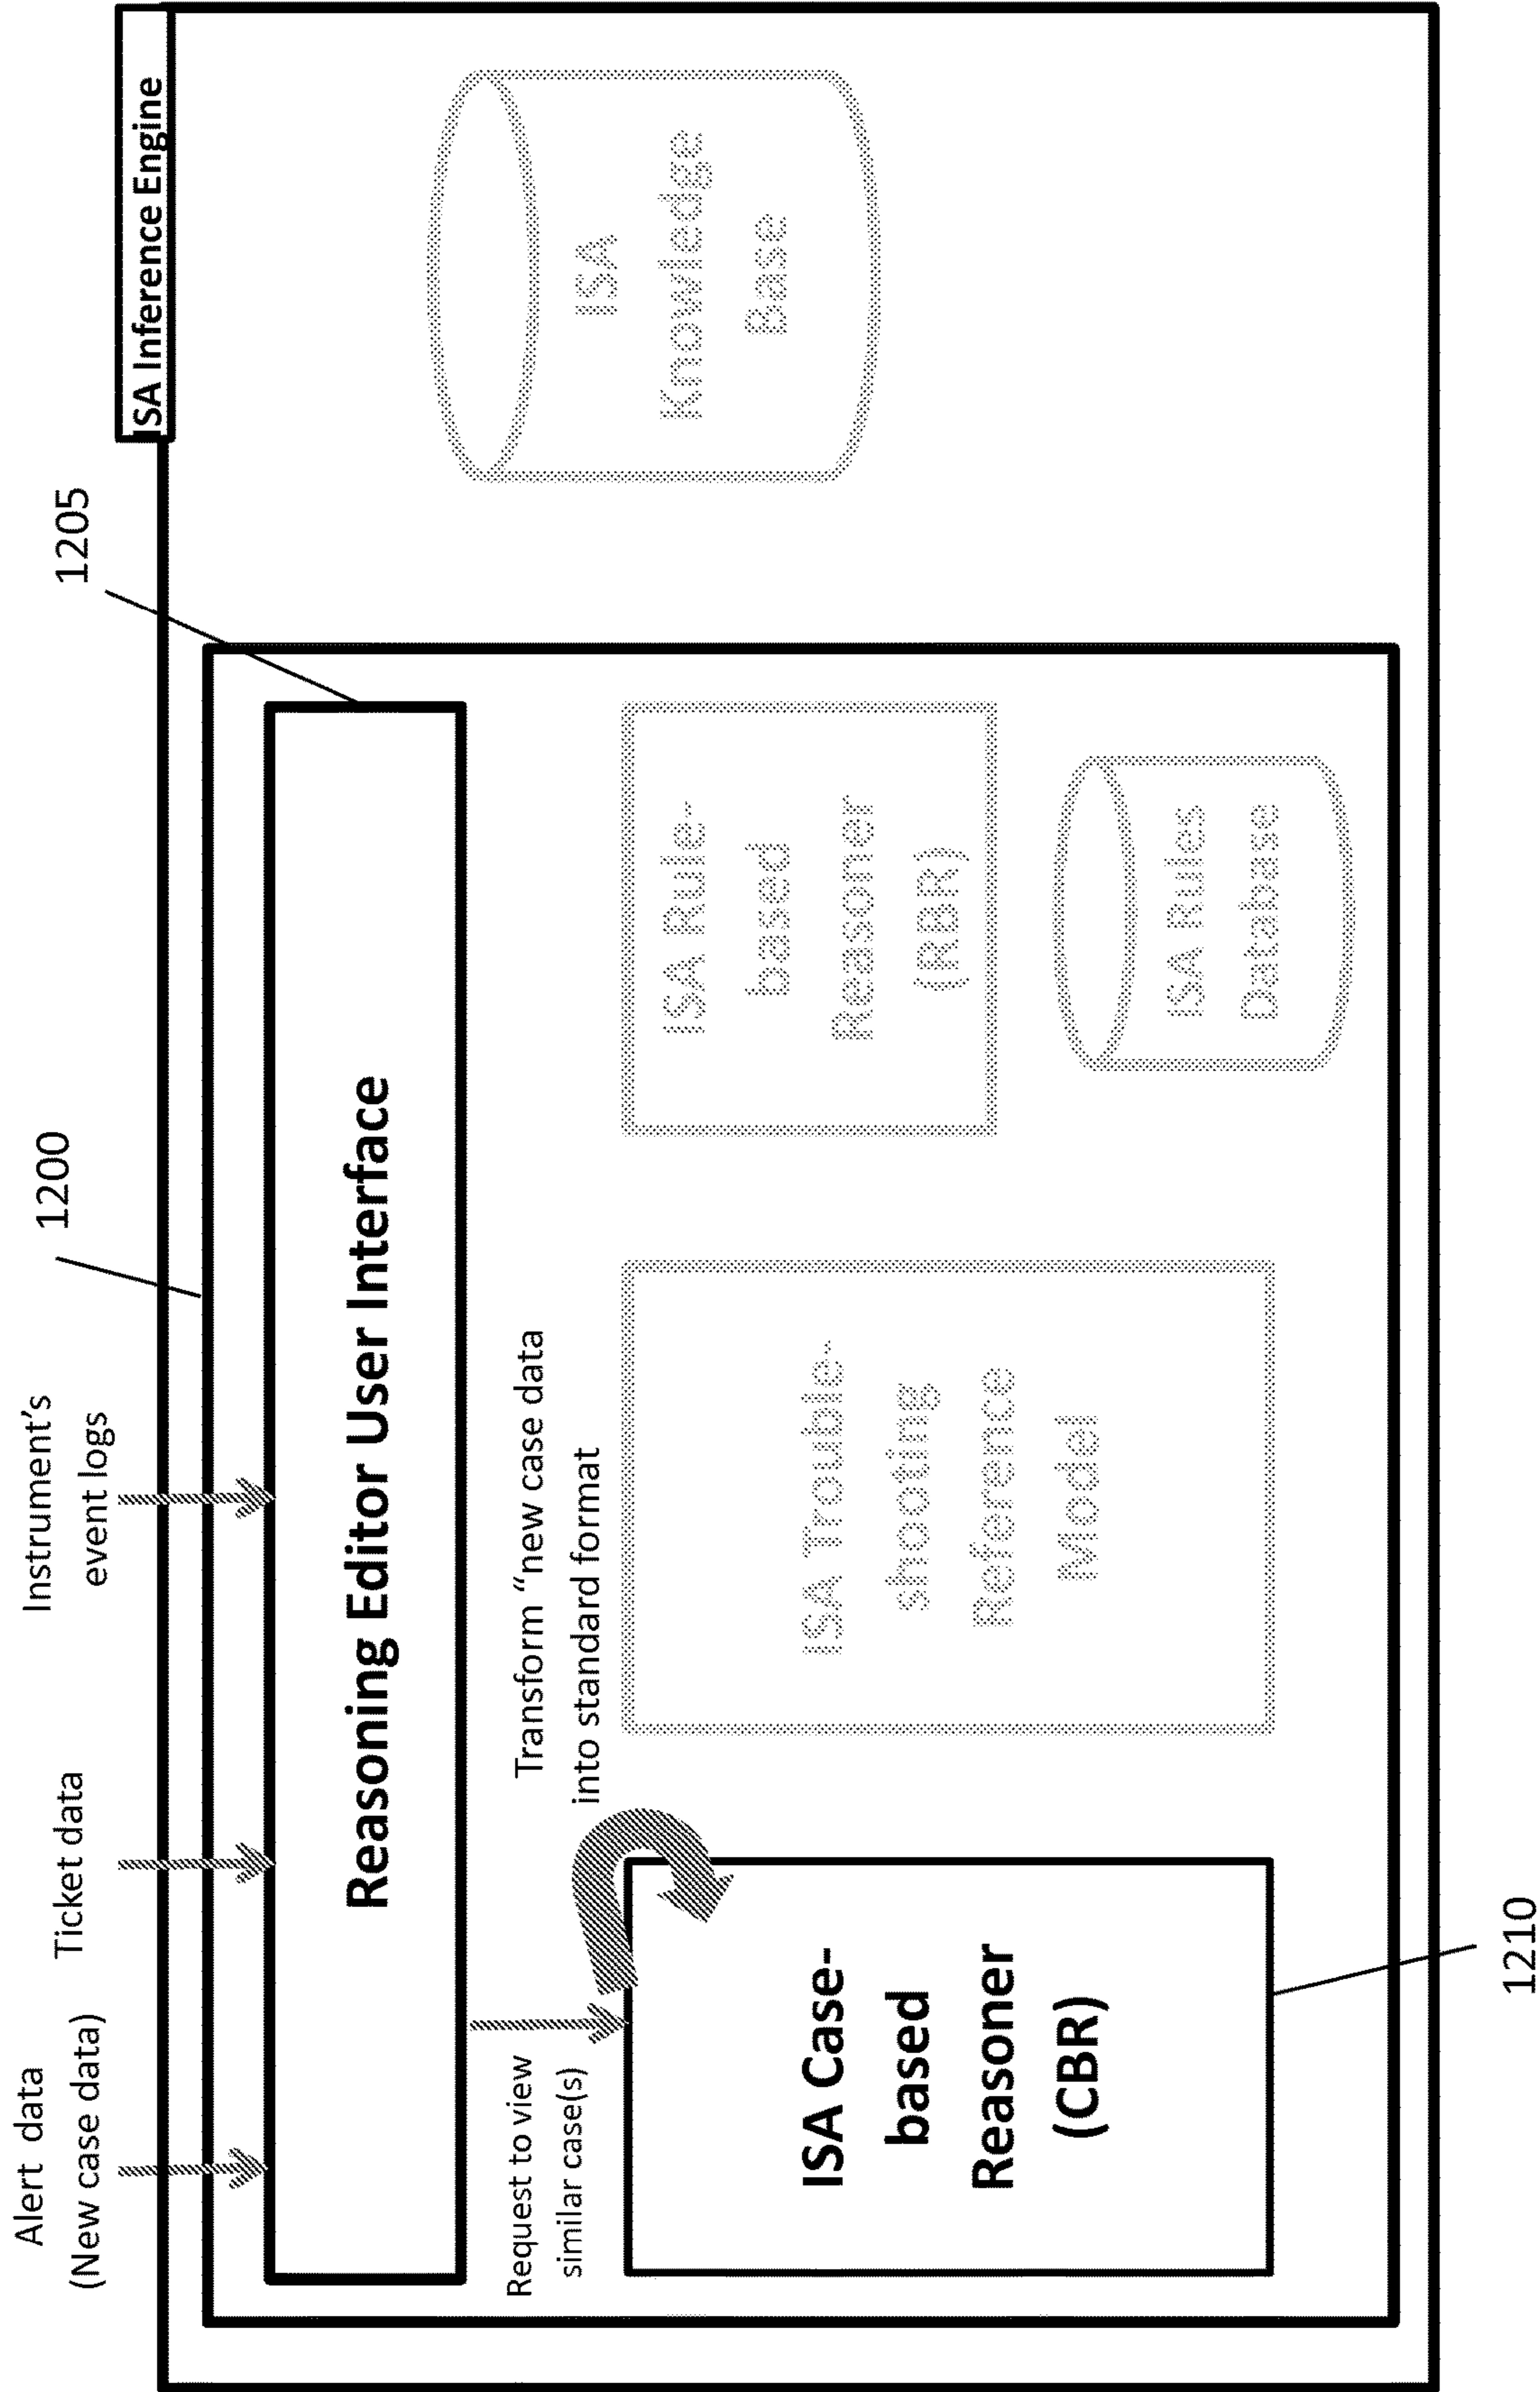 Alert  data
(New case data)
Ticket data
Instrument's
event logs
1200
1205
ISA Inference Engine
Reasoning Editor User Interface
Request to view
similar case(s)
Transform "new case data
into standard format
ISA Case-
based
Reasoner
(CBR)
ISA Trouble-
shooting
Reference
Model
ISA Rule-
based
Reasoner
(RBR)
ISA Rules
Database
ISA
Knowledge
Base
1210